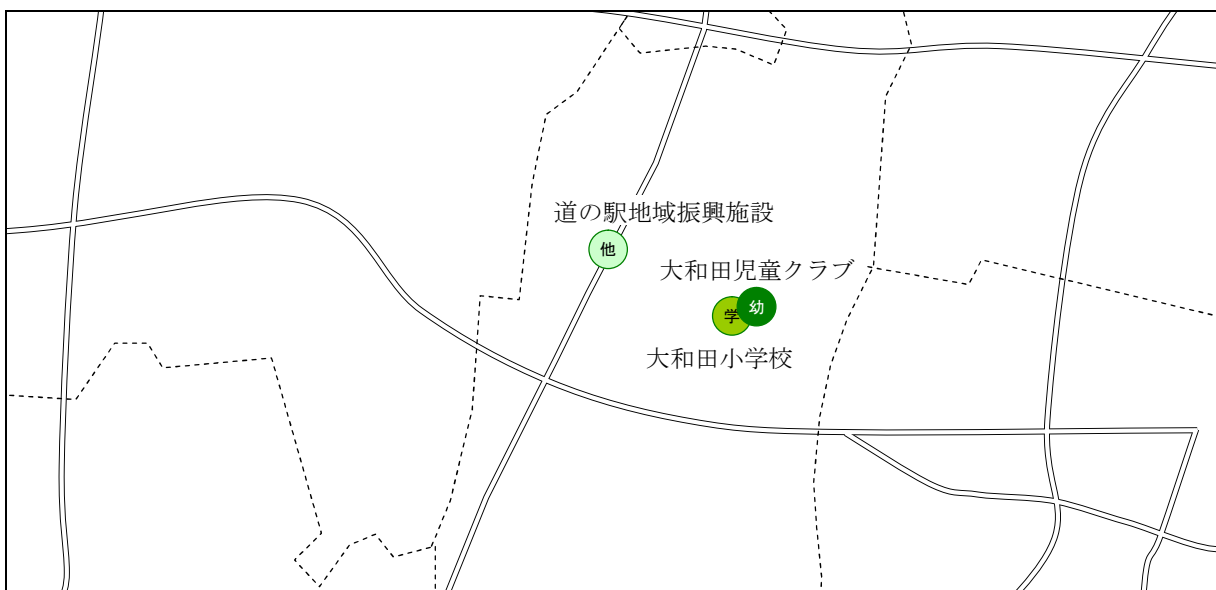 道の駅地域振興施設
他
大和田児童クラブ
学
幼
大和田小学校